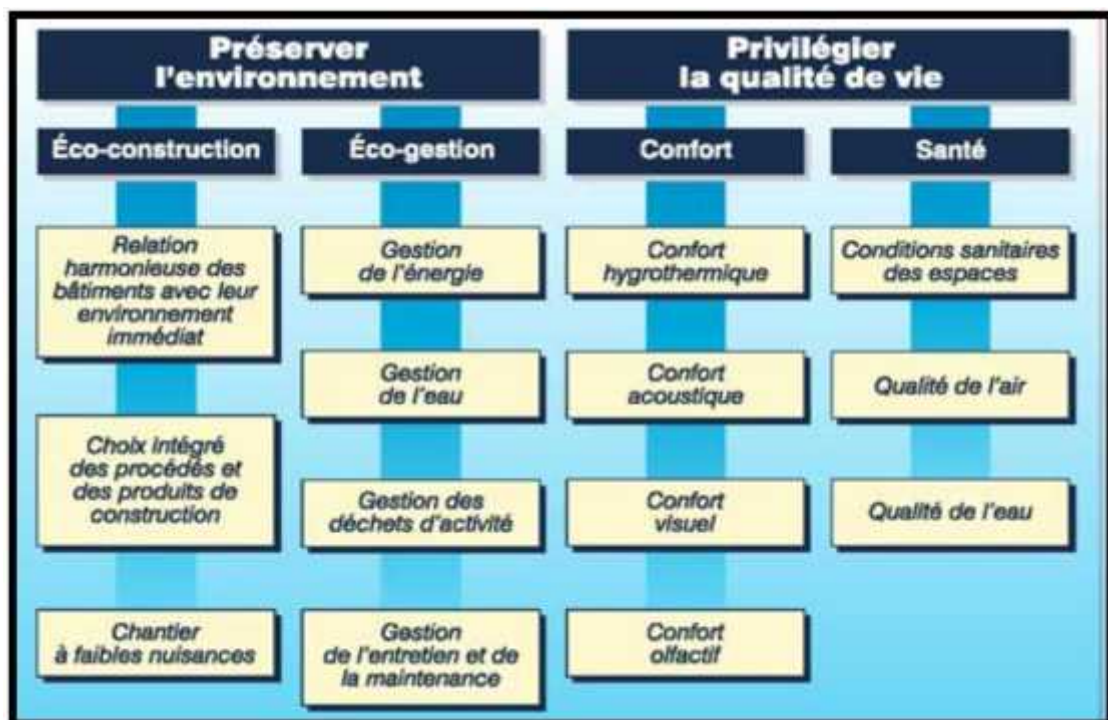 Préserver
l'environnement
Privilégier
la qualité de vie
Éco-construction
Éco-gestion
Confort
Santé
Relation
harmonieuse des
bâtiments avec leur
environnement
immédiat
Choix intégré
des procédés et
des produits de
construction
Chantier
à faibles nuisances
Gestion
de l'énergie
Gestion
de l'eau
Gestion des
déchets d'activité
Gestion
de l'entretien et de
la maintenance
Confort
hygrothermique
Confort
acoustique
Confort
visuel
Confort
olfactif
Conditions sanitaires
des espaces
Qualité de l'air
Qualité de l'eau